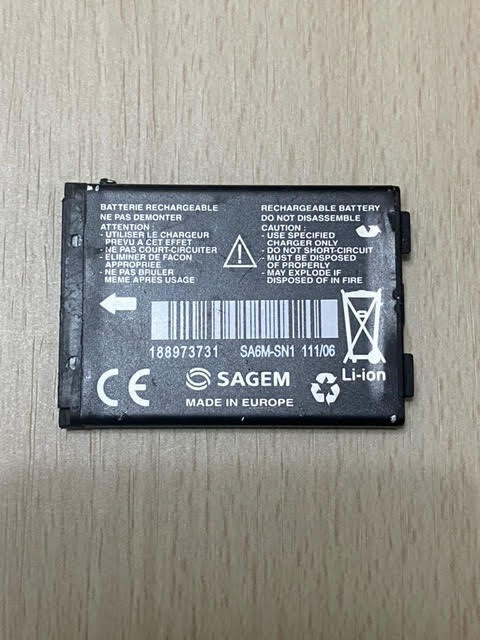 BATTERIE RECHARGEABLE
NE PAS DEMONTER
ATTENTION :
- UTILISER LE CHARGEUR
PREVU A CET EFFET
- NE PAS COURT-CIRCUITER
- ELIMINER DE FACON
APPROPRIEE
- NE PAS BRULER
MEME APRES USAGE
RECHARGEABLE BATTERY
DO NOT DISASSEMBLE
CAUTION :
- USE SPECIFIED
CHARGER ONLY
- DO NOT SHORT-CIRCUIT
- MUST BE DISPOSED
OF PROPERLY
- MAY EXPLODE IF
DISPOSED OF IN FIRE
188973731 SA6M-SN1 111/06
Li-ion
CE SAGEM
MADE IN EUROPE